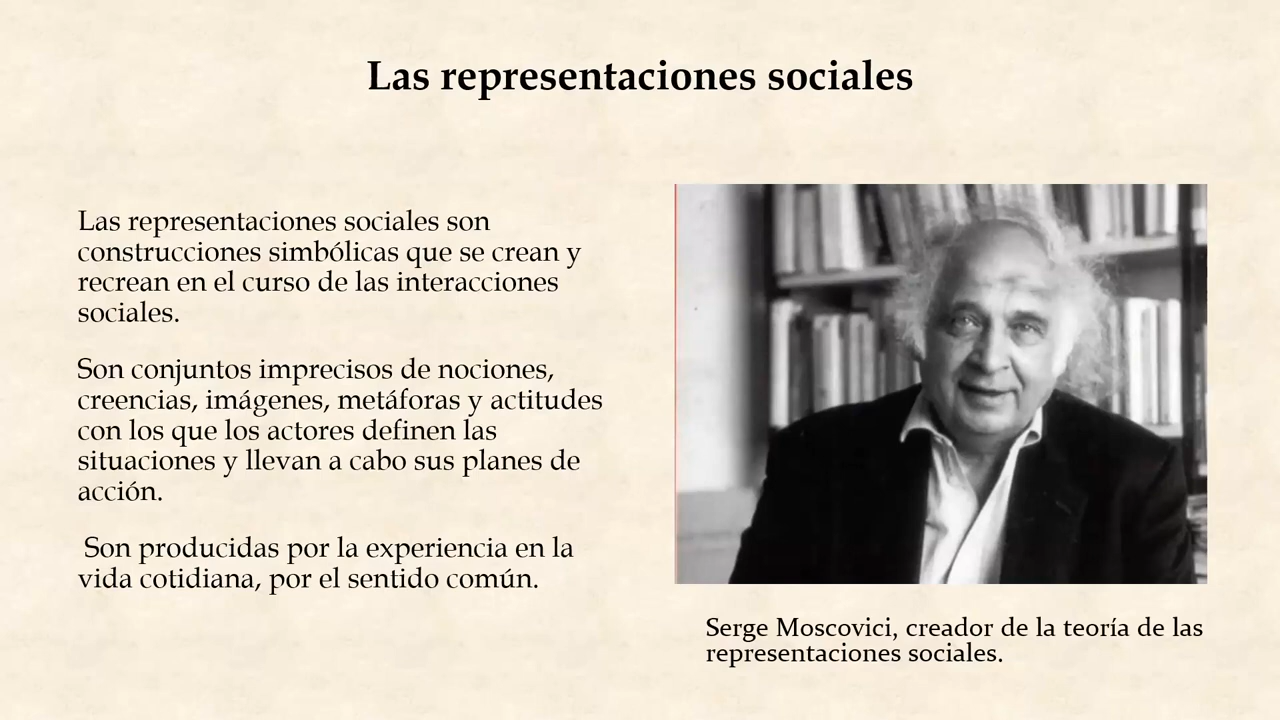 Las representaciones sociales
Las representaciones sociales son
construcciones simbólicas que se crean y
recrean en el curso de las interacciones
sociales.
Son conjuntos imprecisos de nociones,
creencias, imágenes, metáforas y actitudes
con los que los actores definen las
situaciones y llevan a cabo sus planes de
acción.
Son producidas por la experiencia en la
vida cotidiana, por el sentido común.
Serge Moscovici, creador de la teoría de las
representaciones sociales.